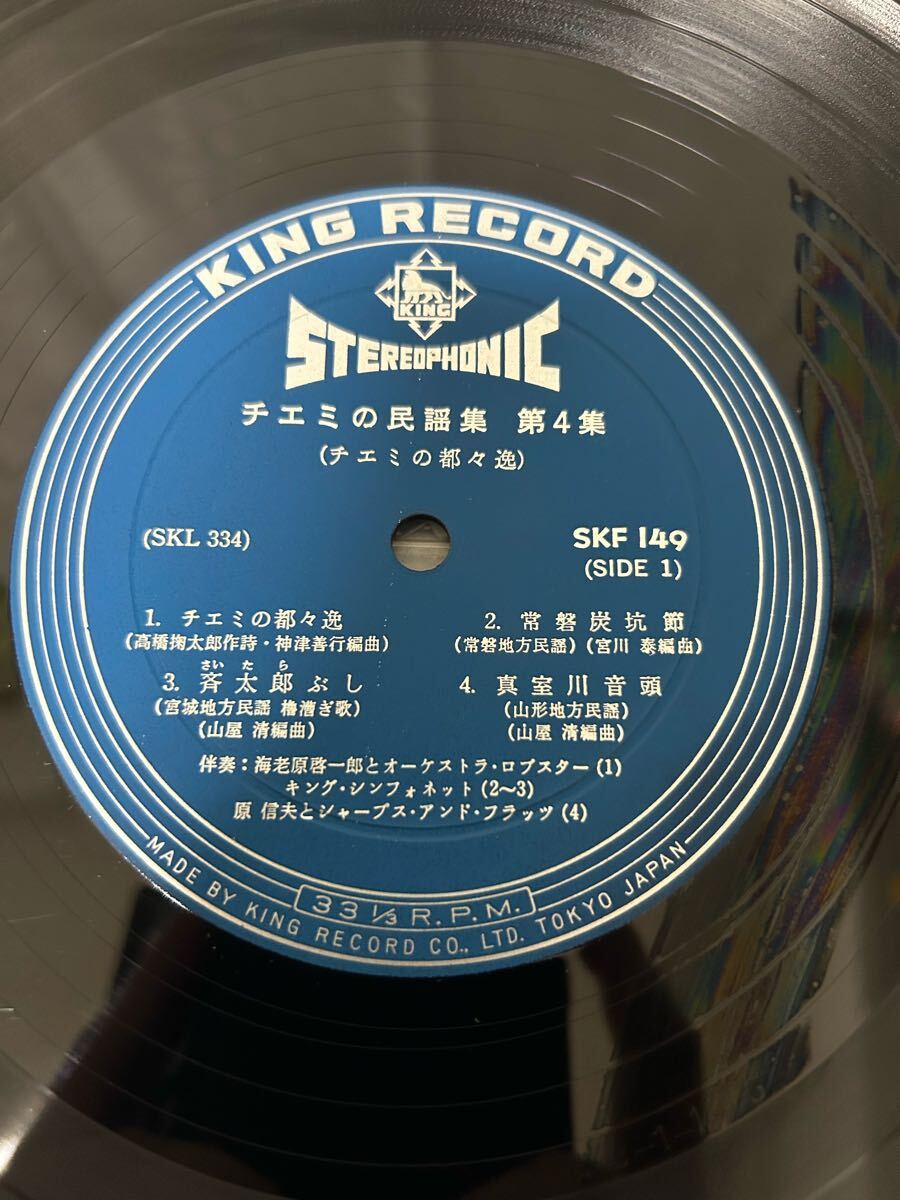 KING RECORD
KING
STEREOPHONIC
チエミの民謡集 第4集
(チエミの都々逸)
(SKL 334)
SKF 149
(SIDE 1)
1. チエミの都々逸
(高橋掬太郎作詩・神津善行編曲)
2. 常磐炭坑節
(常磐地方民謡) (宮川 泰編曲)
さいたら
3. 斉太郎ぶし
(宮城地方民謡 櫓漕ぎ歌)
(山屋 清編曲)
4. 真室川音頭
(山形地方民謡)
(山屋 清編曲)
伴奏：海老原啓一郎とオーケストラ・ロブスター (1)
キング・シンフォネット (2〜3)
原 信夫とシャープス・アンド・フラッツ (4)
33 1/3 R.P.M.
MADE BY KING RECORD CO., LTD. TOKYO JAPAN